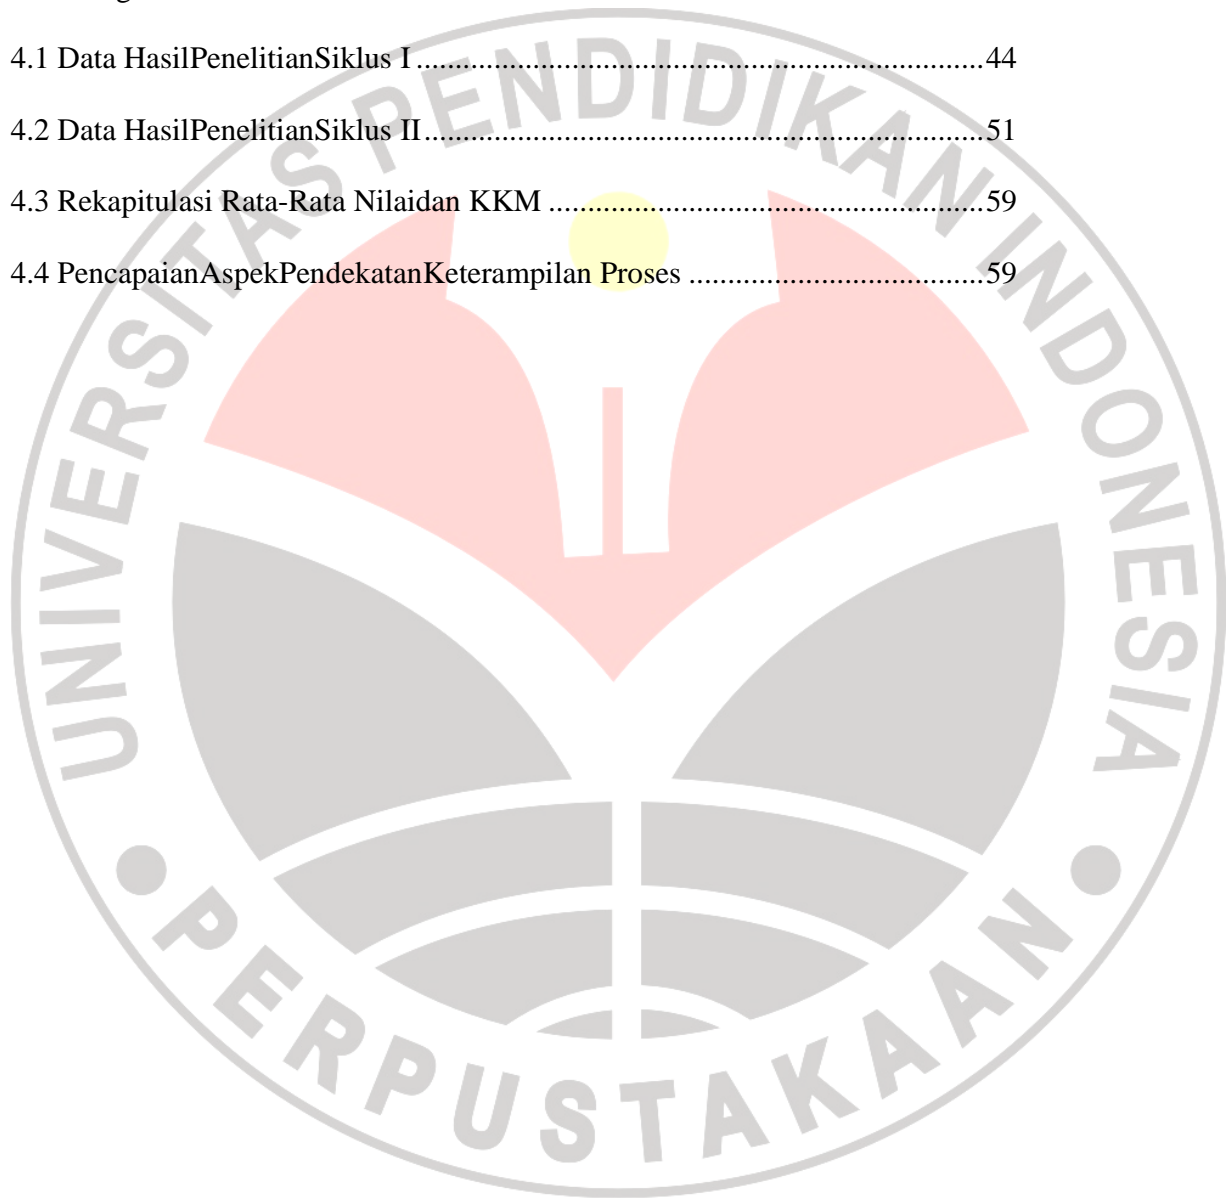 4.1 Data HasilPenelitianSiklus I ........................................................................ 44
4.2 Data HasilPenelitianSiklus II ....................................................................... 51
4.3 Rekapitulasi Rata-Rata Nilaidan KKM ....................................................... 59
4.4 PencapaianAspekPendekatanKeterampilan Proses ..................................... 59
UNIVERSITAS PENDIDIKAN INDONESIA
PERPUSTAKAAN